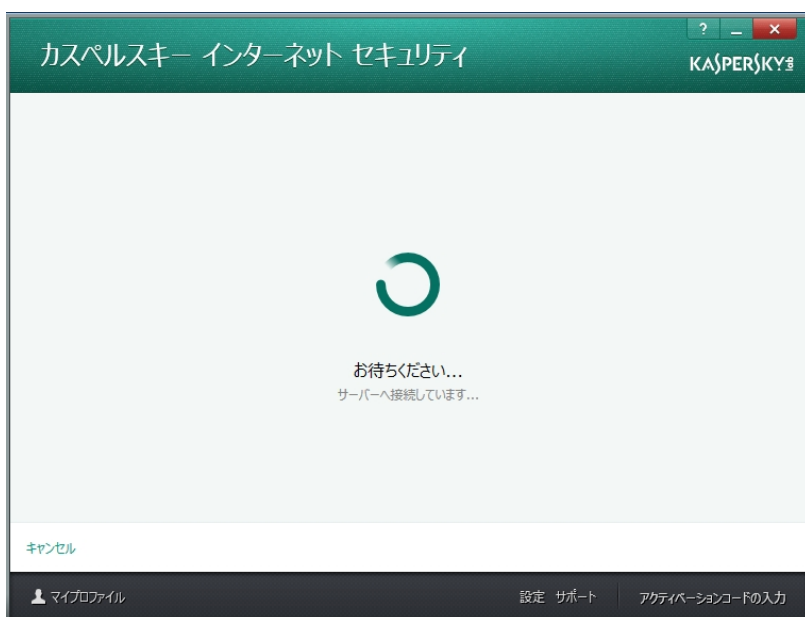 ? _ ×
カスペルスキー インターネット セキュリティ
KASPERSKY lab
お待ちください...
サーバーへ接続しています...
キャンセル
マイプロファイル
設定 サポート アクティベーションコードの入力